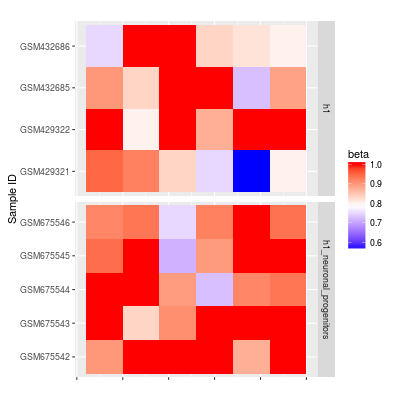 Sample ID
GSM432686
GSM432685
GSM429322
GSM429321
h1
GSM675546
GSM675545
GSM675544
GSM675543
GSM675542
h1_neuronal_progenitors
beta
1.0
0.9
0.8
0.7
0.6